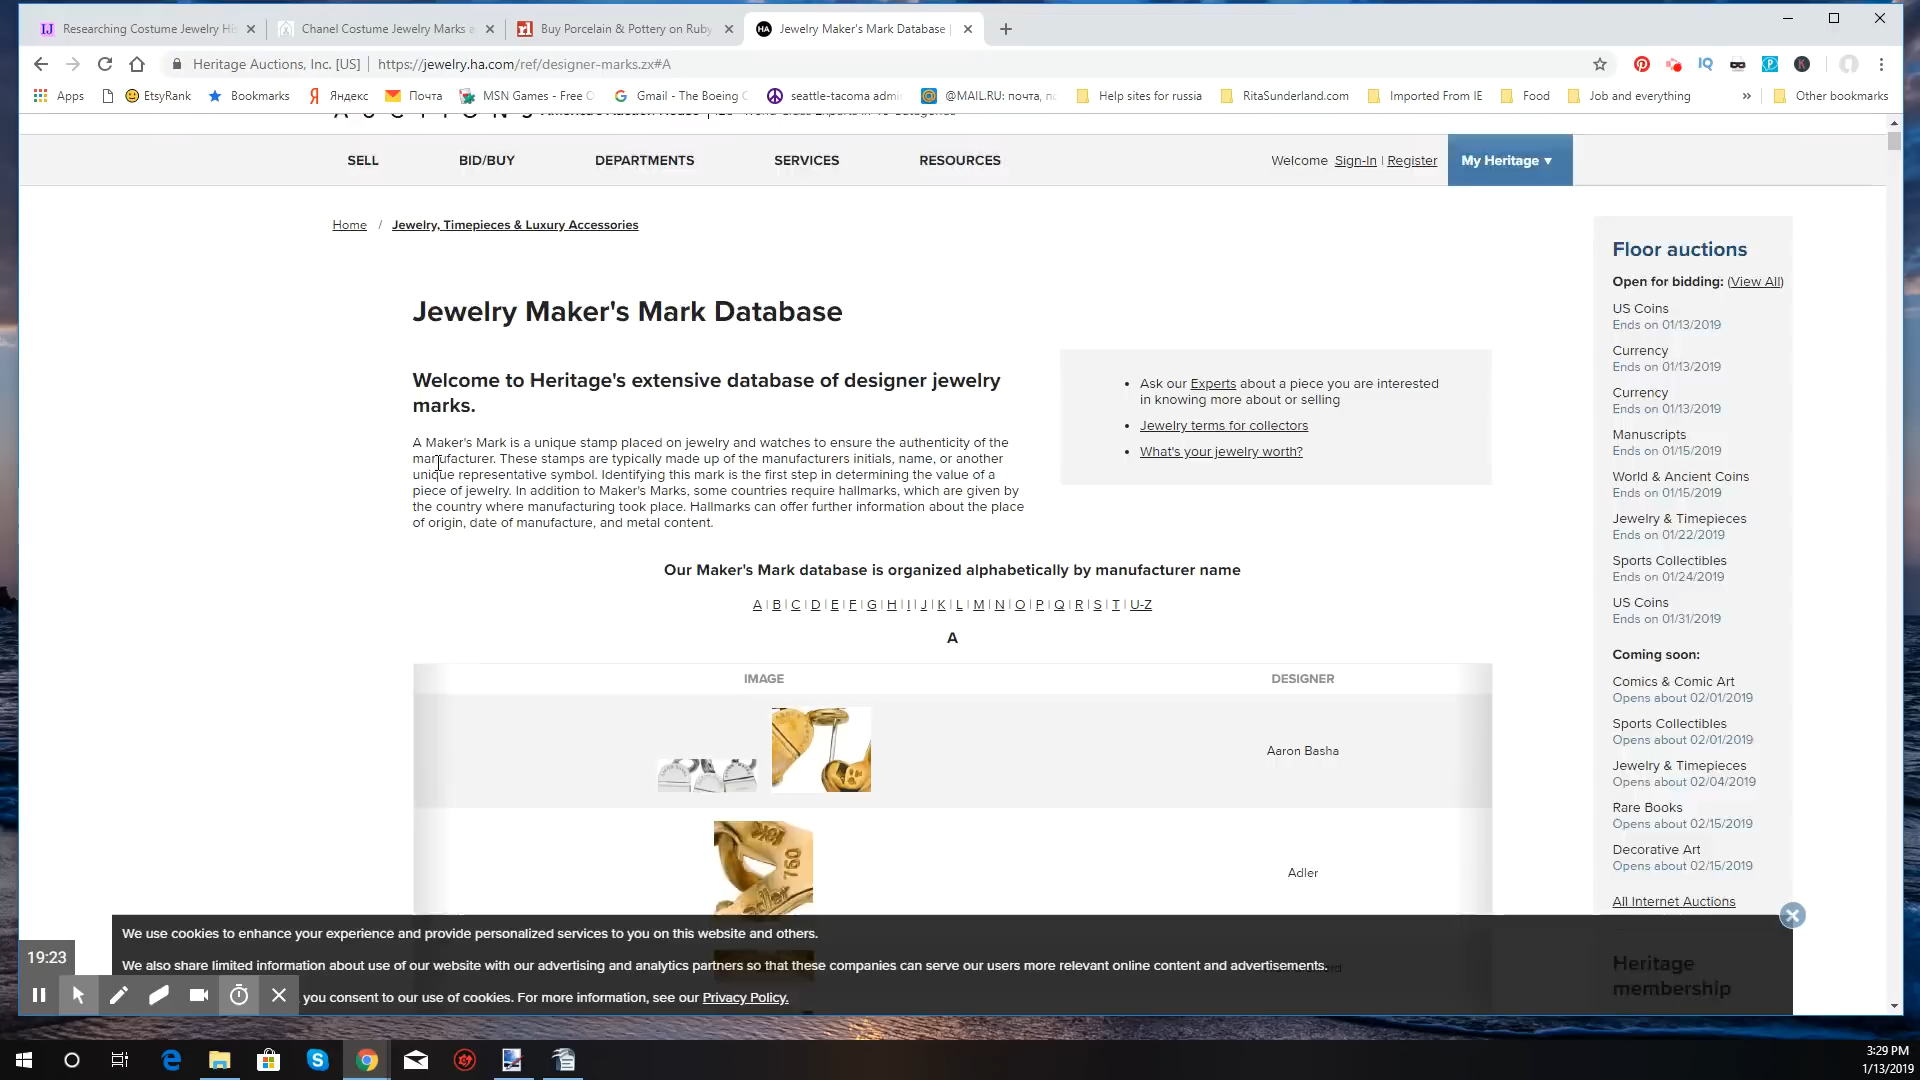 Researching Costume Jewelry His
Chanel Costume Jewelry Marks a
Buy Porcelain & Pottery on Ruby
Jewelry Maker's Mark Database |
Heritage Auctions, Inc. [US] | https://jewelry.ha.com/ref/designer-marks.zx#A
Apps
EtsyRank
Bookmarks
Яндекс
Почта
MSN Games - Free O
Gmail - The Boeing C
seattle-tacoma admi
@MAIL.RU: почта, по
Help sites for russia
RitaSunderland.com
Imported From IE
Food
Job and everything
»
Other bookmarks
SELL
BID/BUY
DEPARTMENTS
SERVICES
RESOURCES
Welcome Sign-In | Register
My Heritage ▼
Home / Jewelry, Timepieces & Luxury Accessories
Jewelry Maker's Mark Database
Welcome to Heritage's extensive database of designer jewelry
marks.
A Maker's Mark is a unique stamp placed on jewelry and watches to ensure the authenticity of the
manufacturer. These stamps are typically made up of the manufacturers initials, name, or another
unique representative symbol. Identifying this mark is the first step in determining the value of a
piece of jewelry. In addition to Maker's Marks, some countries require hallmarks, which are given by
the country where manufacturing took place. Hallmarks can offer further information about the place
of origin, date of manufacture, and metal content.
• Ask our Experts about a piece you are interested
in knowing more about or selling
• Jewelry terms for collectors
• What's your jewelry worth?
Our Maker's Mark database is organized alphabetically by manufacturer name
A | B | C | D | E | F | G | H | I | J | K | L | M | N | O | P | Q | R | S | T | U-Z
A
IMAGE
DESIGNER
Aaron Basha
760
Adler
Floor auctions
Open for bidding: (View All)
US Coins
Ends on 01/13/2019
Currency
Ends on 01/13/2019
Currency
Ends on 01/13/2019
Manuscripts
Ends on 01/15/2019
World & Ancient Coins
Ends on 01/15/2019
Jewelry & Timepieces
Ends on 01/22/2019
Sports Collectibles
Ends on 01/24/2019
US Coins
Ends on 01/31/2019
Coming soon:
Comics & Comic Art
Opens about 02/01/2019
Sports Collectibles
Opens about 02/01/2019
Jewelry & Timepieces
Opens about 02/04/2019
Rare Books
Opens about 02/15/2019
Decorative Art
Opens about 02/15/2019
All Internet Auctions
Heritage
membership
We use cookies to enhance your experience and provide personalized services to you on this website and others.
We also share limited information about use of our website with our advertising and analytics partners so that these companies can serve our users more relevant online content and advertisements.
you consent to our use of cookies. For more information, see our Privacy Policy.
19:23
3:29 PM
1/13/2019